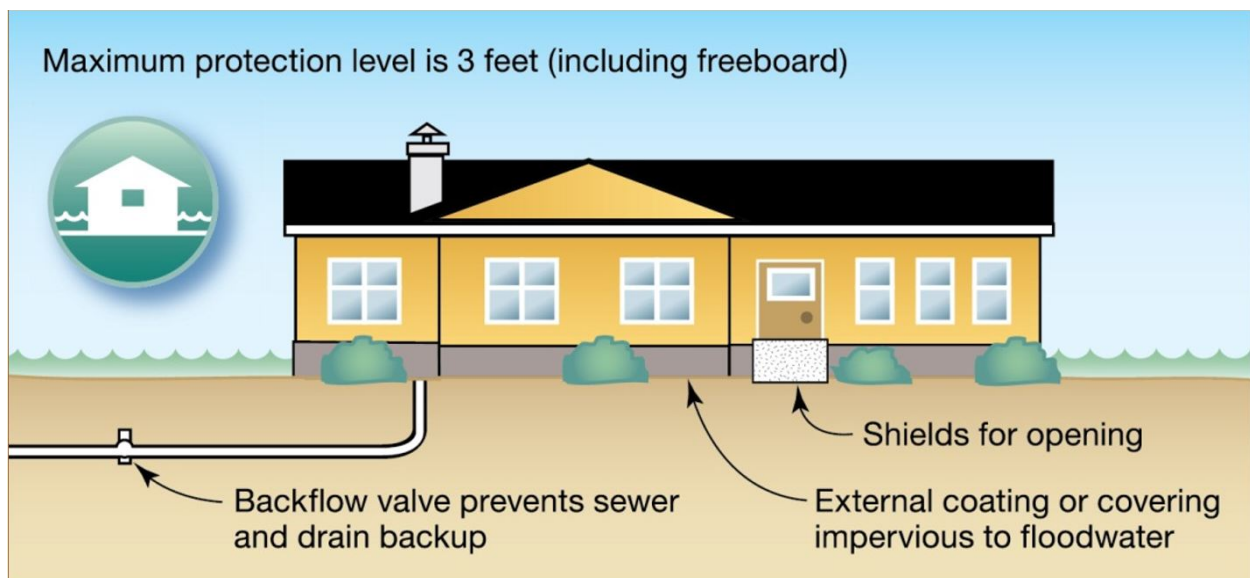 Maximum protection level is 3 feet (including freeboard)
Shields for opening
Backflow valve prevents sewer
and drain backup
External coating or covering
impervious to floodwater